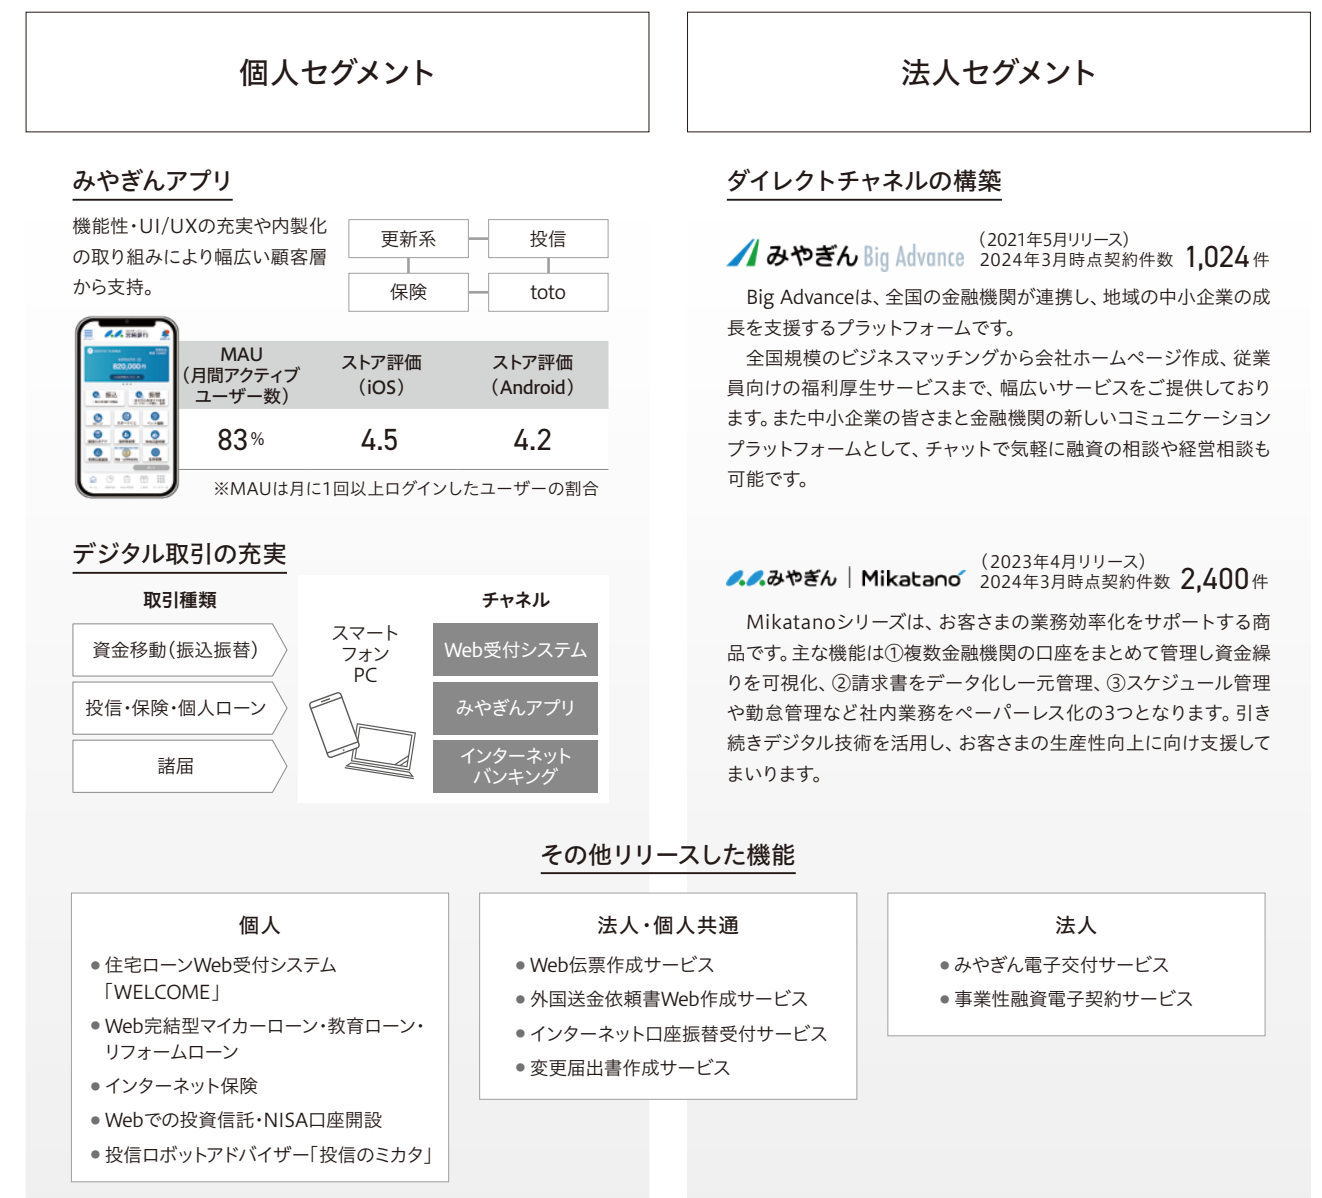 個人セグメント
みやぎんアプリ
機能性・UI/UXの充実や内製化
の取り組みにより幅広い顧客層
から支持。
更新系
投信
保険
toto
宮崎銀行
820,000円
振込
振替
MAU
(月間アクティブ
ユーザー数)
ストア評価
(iOS)
ストア評価
(Android)
83%
4.5
4.2
※MAUは月に1回以上ログインしたユーザーの割合
デジタル取引の充実
取引種類
資金移動(振込振替)
投信・保険・個人ローン
諸届
スマート
フォン
PC
チャネル
Web受付システム
みやぎんアプリ
インターネット
バンキング
法人セグメント
ダイレクトチャネルの構築
みやぎん Big Advance
(2021年5月リリース)
2024年3月時点契約件数 1,024件
Big Advanceは、全国の金融機関が連携し、地域の中小企業の成
長を支援するプラットフォームです。
全国規模のビジネスマッチングから会社ホームページ作成、従業
員向けの福利厚生サービスまで、幅広いサービスをご提供しており
ます。また中小企業の皆さまと金融機関の新しいコミュニケーション
プラットフォームとして、チャットで気軽に融資の相談や経営相談も
可能です。
みやぎん | Mikatano
(2023年4月リリース)
2024年3月時点契約件数 2,400件
Mikatanoシリーズは、お客さまの業務効率化をサポートする商
品です。主な機能は①複数金融機関の口座をまとめて管理し資金繰
りを可視化、②請求書をデータ化し一元管理、③スケジュール管理
や勤怠管理など社内業務をペーパーレス化の3つとなります。引き
続きデジタル技術を活用し、お客さまの生産性向上に向け支援して
まいります。
その他リリースした機能
個人
●住宅ローンWeb受付システム
「WELCOME」
●Web完結型マイカーローン・教育ローン・
リフォームローン
●インターネット保険
●Webでの投資信託・NISA口座開設
●投信ロボットアドバイザー「投信のミカタ」
法人・個人共通
●Web伝票作成サービス
●外国送金依頼書Web作成サービス
●インターネット口座振替受付サービス
●変更届出書作成サービス
法人
●みやぎん電子交付サービス
●事業性融資電子契約サービス